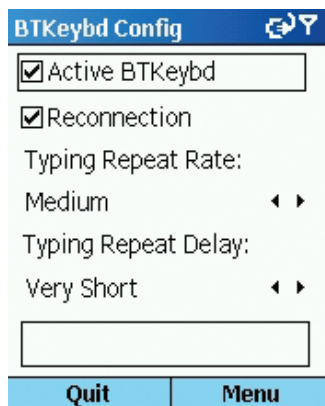 BTKeybd Config
Active BTKeybd
Reconnection
Typing Repeat Rate:
Medium
Typing Repeat Delay:
Very Short
Quit Menu